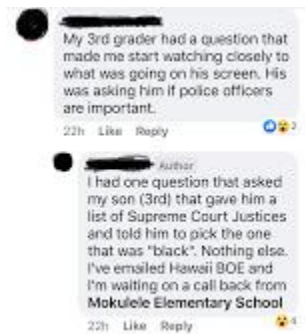 My 3rd grader had a question that
made me start watching closely to
what was going on his screen. His
was asking him if police officers
are important.
22h Like Reply
2
Author
I had one question that asked
my son (3rd) that gave him a
list of Supreme Court Justices
and told him to pick the one
that was "black". Nothing else.
I've emailed Hawaii BOE and
I'm waiting on a call back from
Mokulele Elementary School
22h Like Reply
4